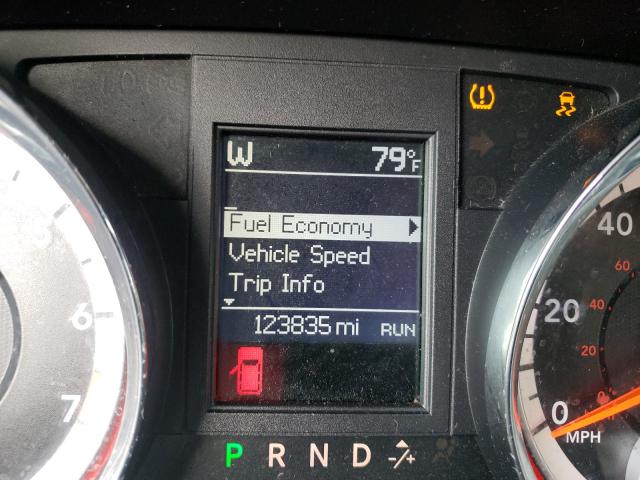 W 79°F
Fuel Economy
Vehicle Speed
Trip Info
123835 mi RUN
P R N D -/+
6
7
40
20
0
MPH
60
40
20